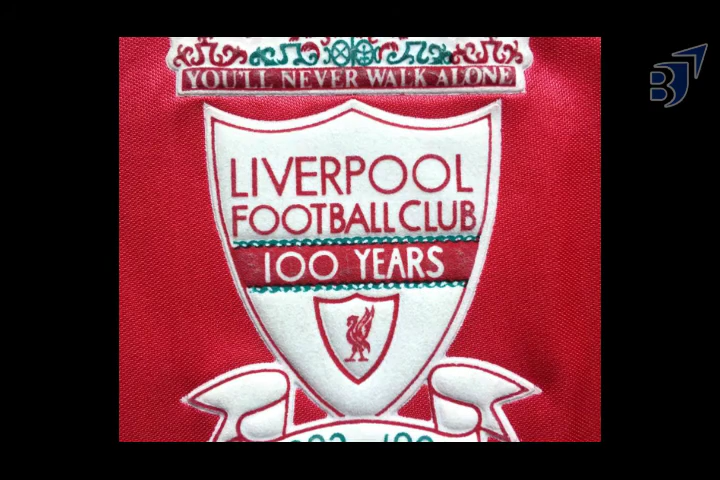 YOU'LL NEVER WALK ALONE
LIVERPOOL
FOOTBALL CLUB
100 YEARS